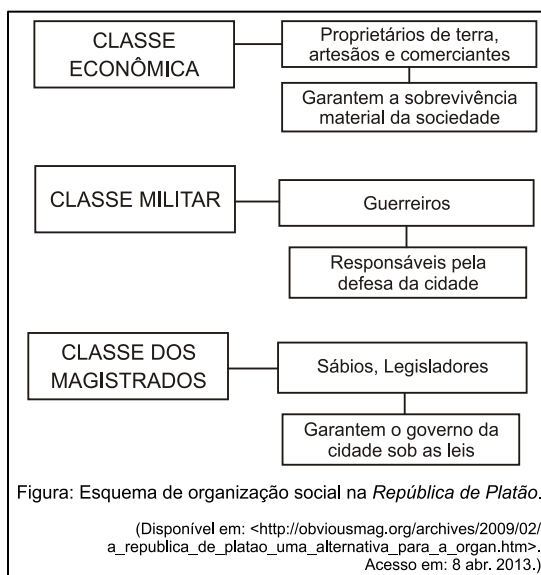 CLASSE
ECONÔMICA
Proprietários de terra,
artesãos e comerciantes
Garantem a sobrevivência
material da sociedade
CLASSE MILITAR
Guerreiros
Responsáveis pela
defesa da cidade
CLASSE DOS
MAGISTRADOS
Sábios, Legisladores
Garantem o governo da
cidade sob as leis
Figura: Esquema de organização social na República de Platão.
(Disponível em: <http://obviousmag.org/archives/2009/02/
a_republica_de_platao_uma_alternativa_para_a_organ.htm>.
Acesso em: 8 abr. 2013.)